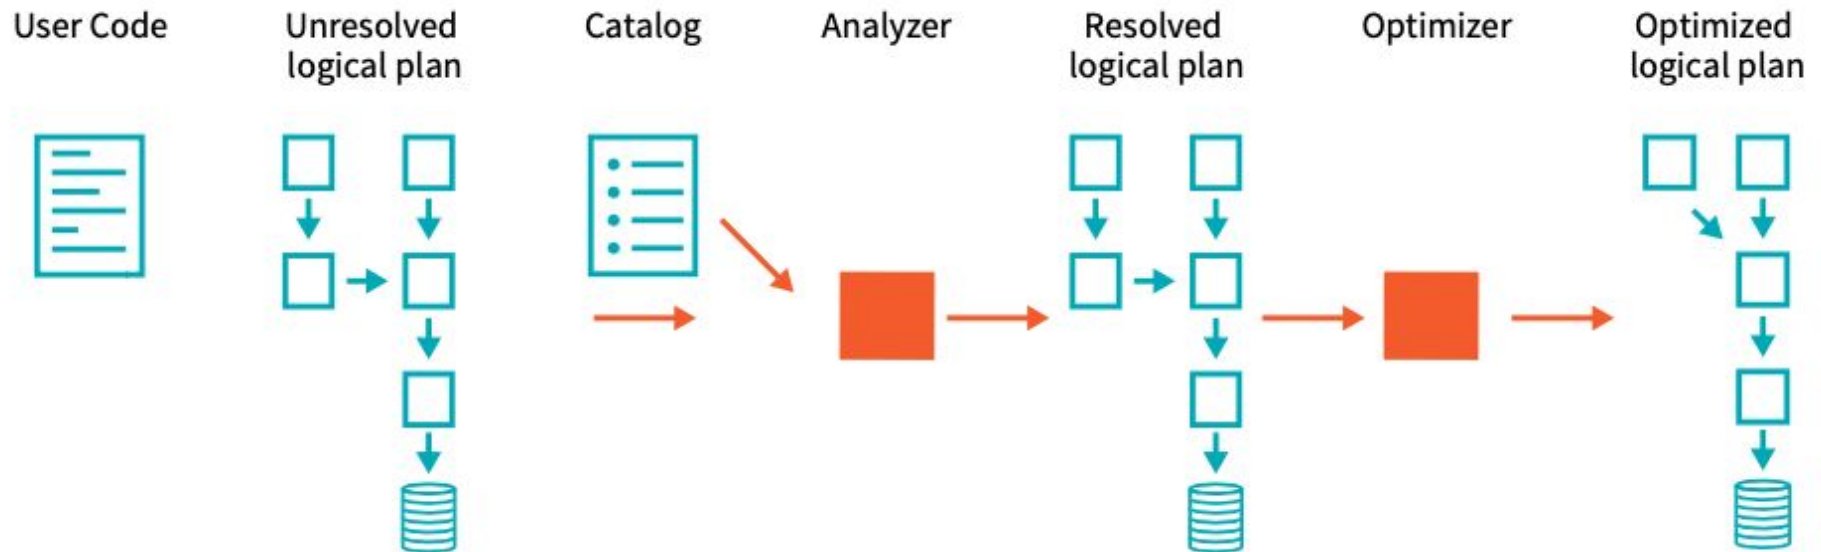 User Code
Unresolved
logical plan
Catalog
Analyzer
Resolved
logical plan
Optimizer
Optimized
logical plan